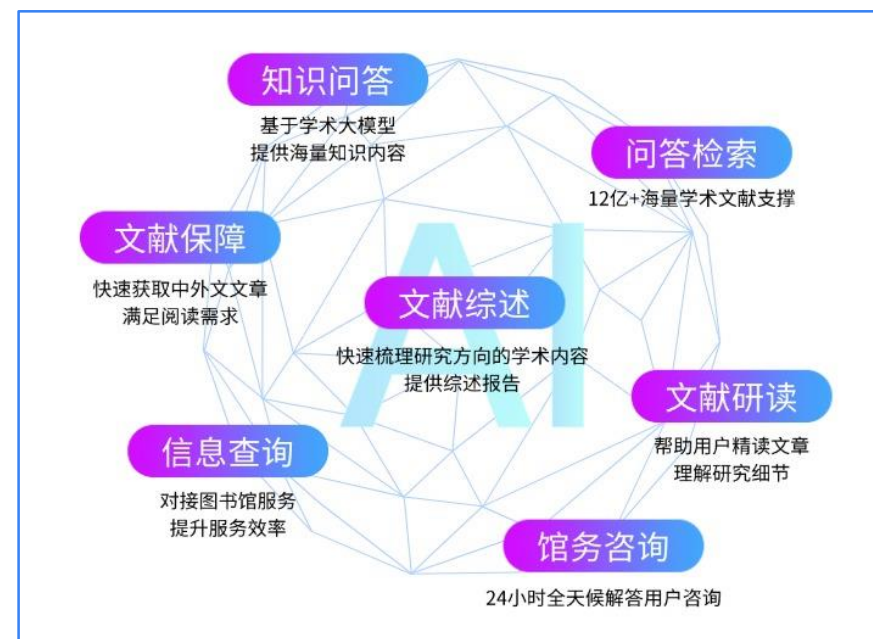 知识问答
基于学术大模型
提供海量知识内容
问答检索
12亿+海量学术文献支撑
文献保障
快速获取中外文文章
满足阅读需求
AI
文献综述
快速梳理研究方向的学术内容
提供综述报告
文献研读
帮助用户精读文章
理解研究细节
信息查询
对接图书馆服务
提升服务效率
馆务咨询
24小时全天候解答用户咨询